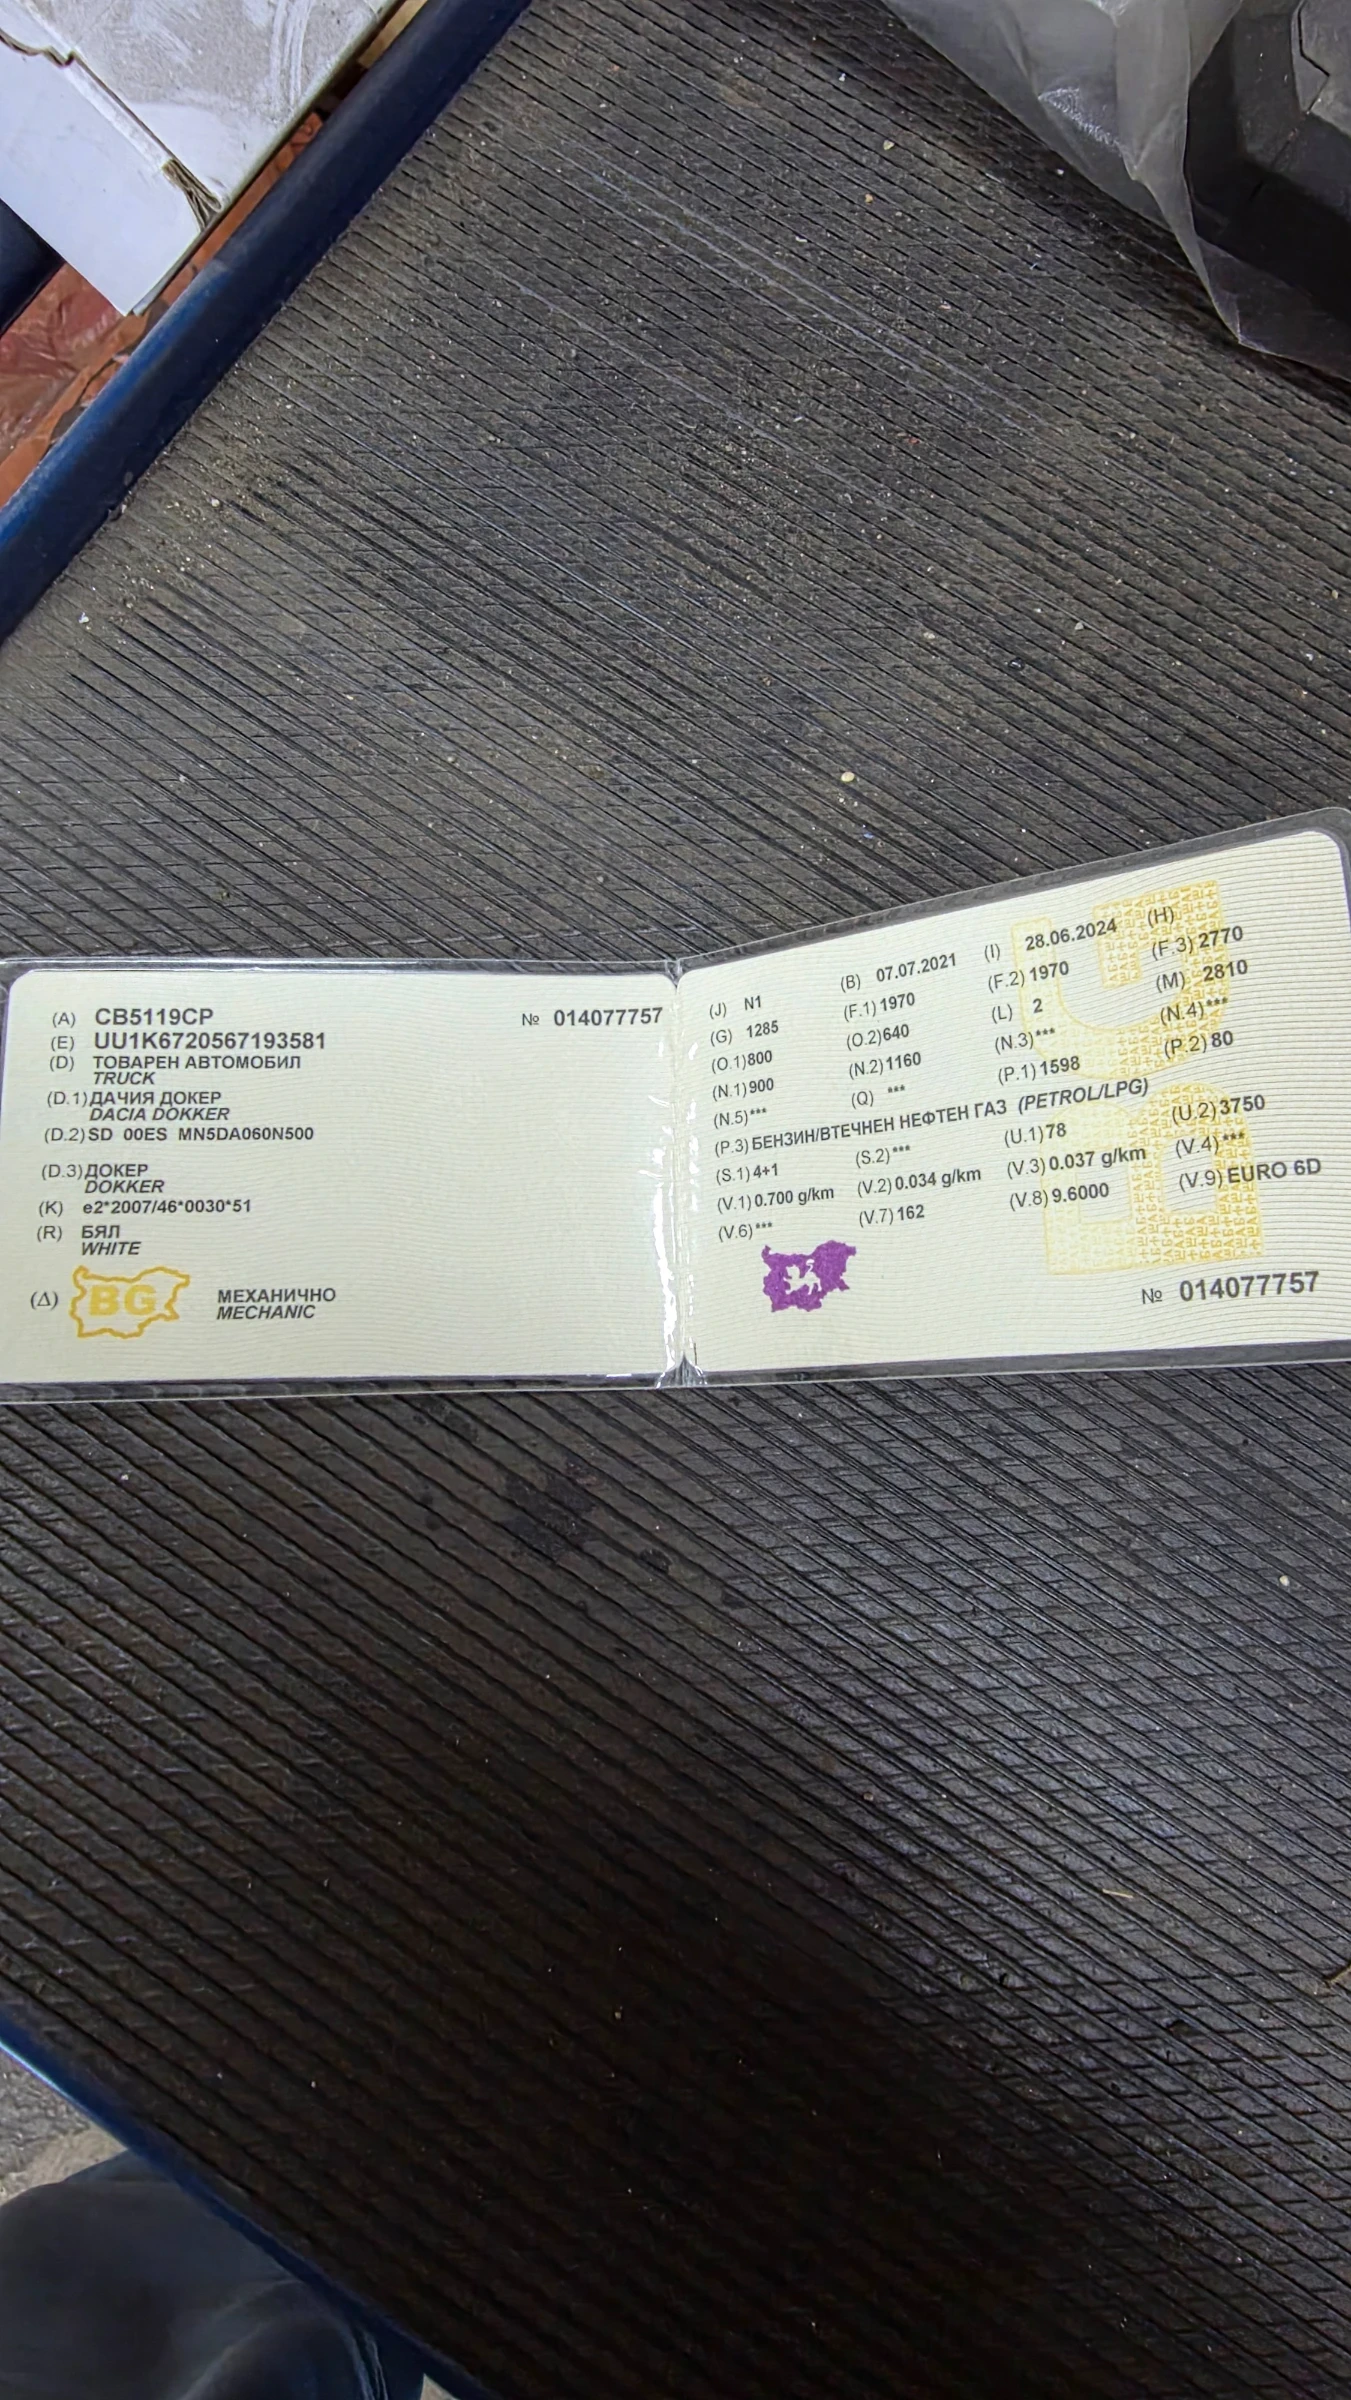 (A) CB5119CP № 014077757
(E) UU1K6720567193581
(D) ТОВАРЕН АВТОМОБИЛ
TRUCK
(D.1) ДАЧИЯ ДОКЕР
DACIA DOKKER
(D.2) SD 00ES MN5DA060N500
(D.3) ДОКЕР
DOKKER
(K) e2*2007/46*0030*51
(R) БЯЛ
WHITE
(Δ) BG МЕХАНИЧНО
MECHANIC
(J) N1 (B) 07.07.2021 (I) 28.06.2024 (H)
(G) 1285 (F.1) 1970 (F.2) 1970 (F.3) 2770
(O.1) 800 (O.2) 640 (L) 2 (M) 2810
(N.1) 900 (N.2) 1160 (N.3) *** (N.4) ***
(N.5) *** (Q) *** (P.1) 1598 (P.2) 80
(P.3) БЕНЗИН/ВТЕЧНЕН НЕФТЕН ГАЗ (PETROL/LPG)
(S.1) 4+1 (S.2) *** (U.1) 78 (U.2) 3750
(V.1) 0.700 g/km (V.2) 0.034 g/km (V.3) 0.037 g/km (V.4) ***
(V.6) *** (V.7) 162 (V.8) 9.6000 (V.9) EURO 6D
№ 014077757